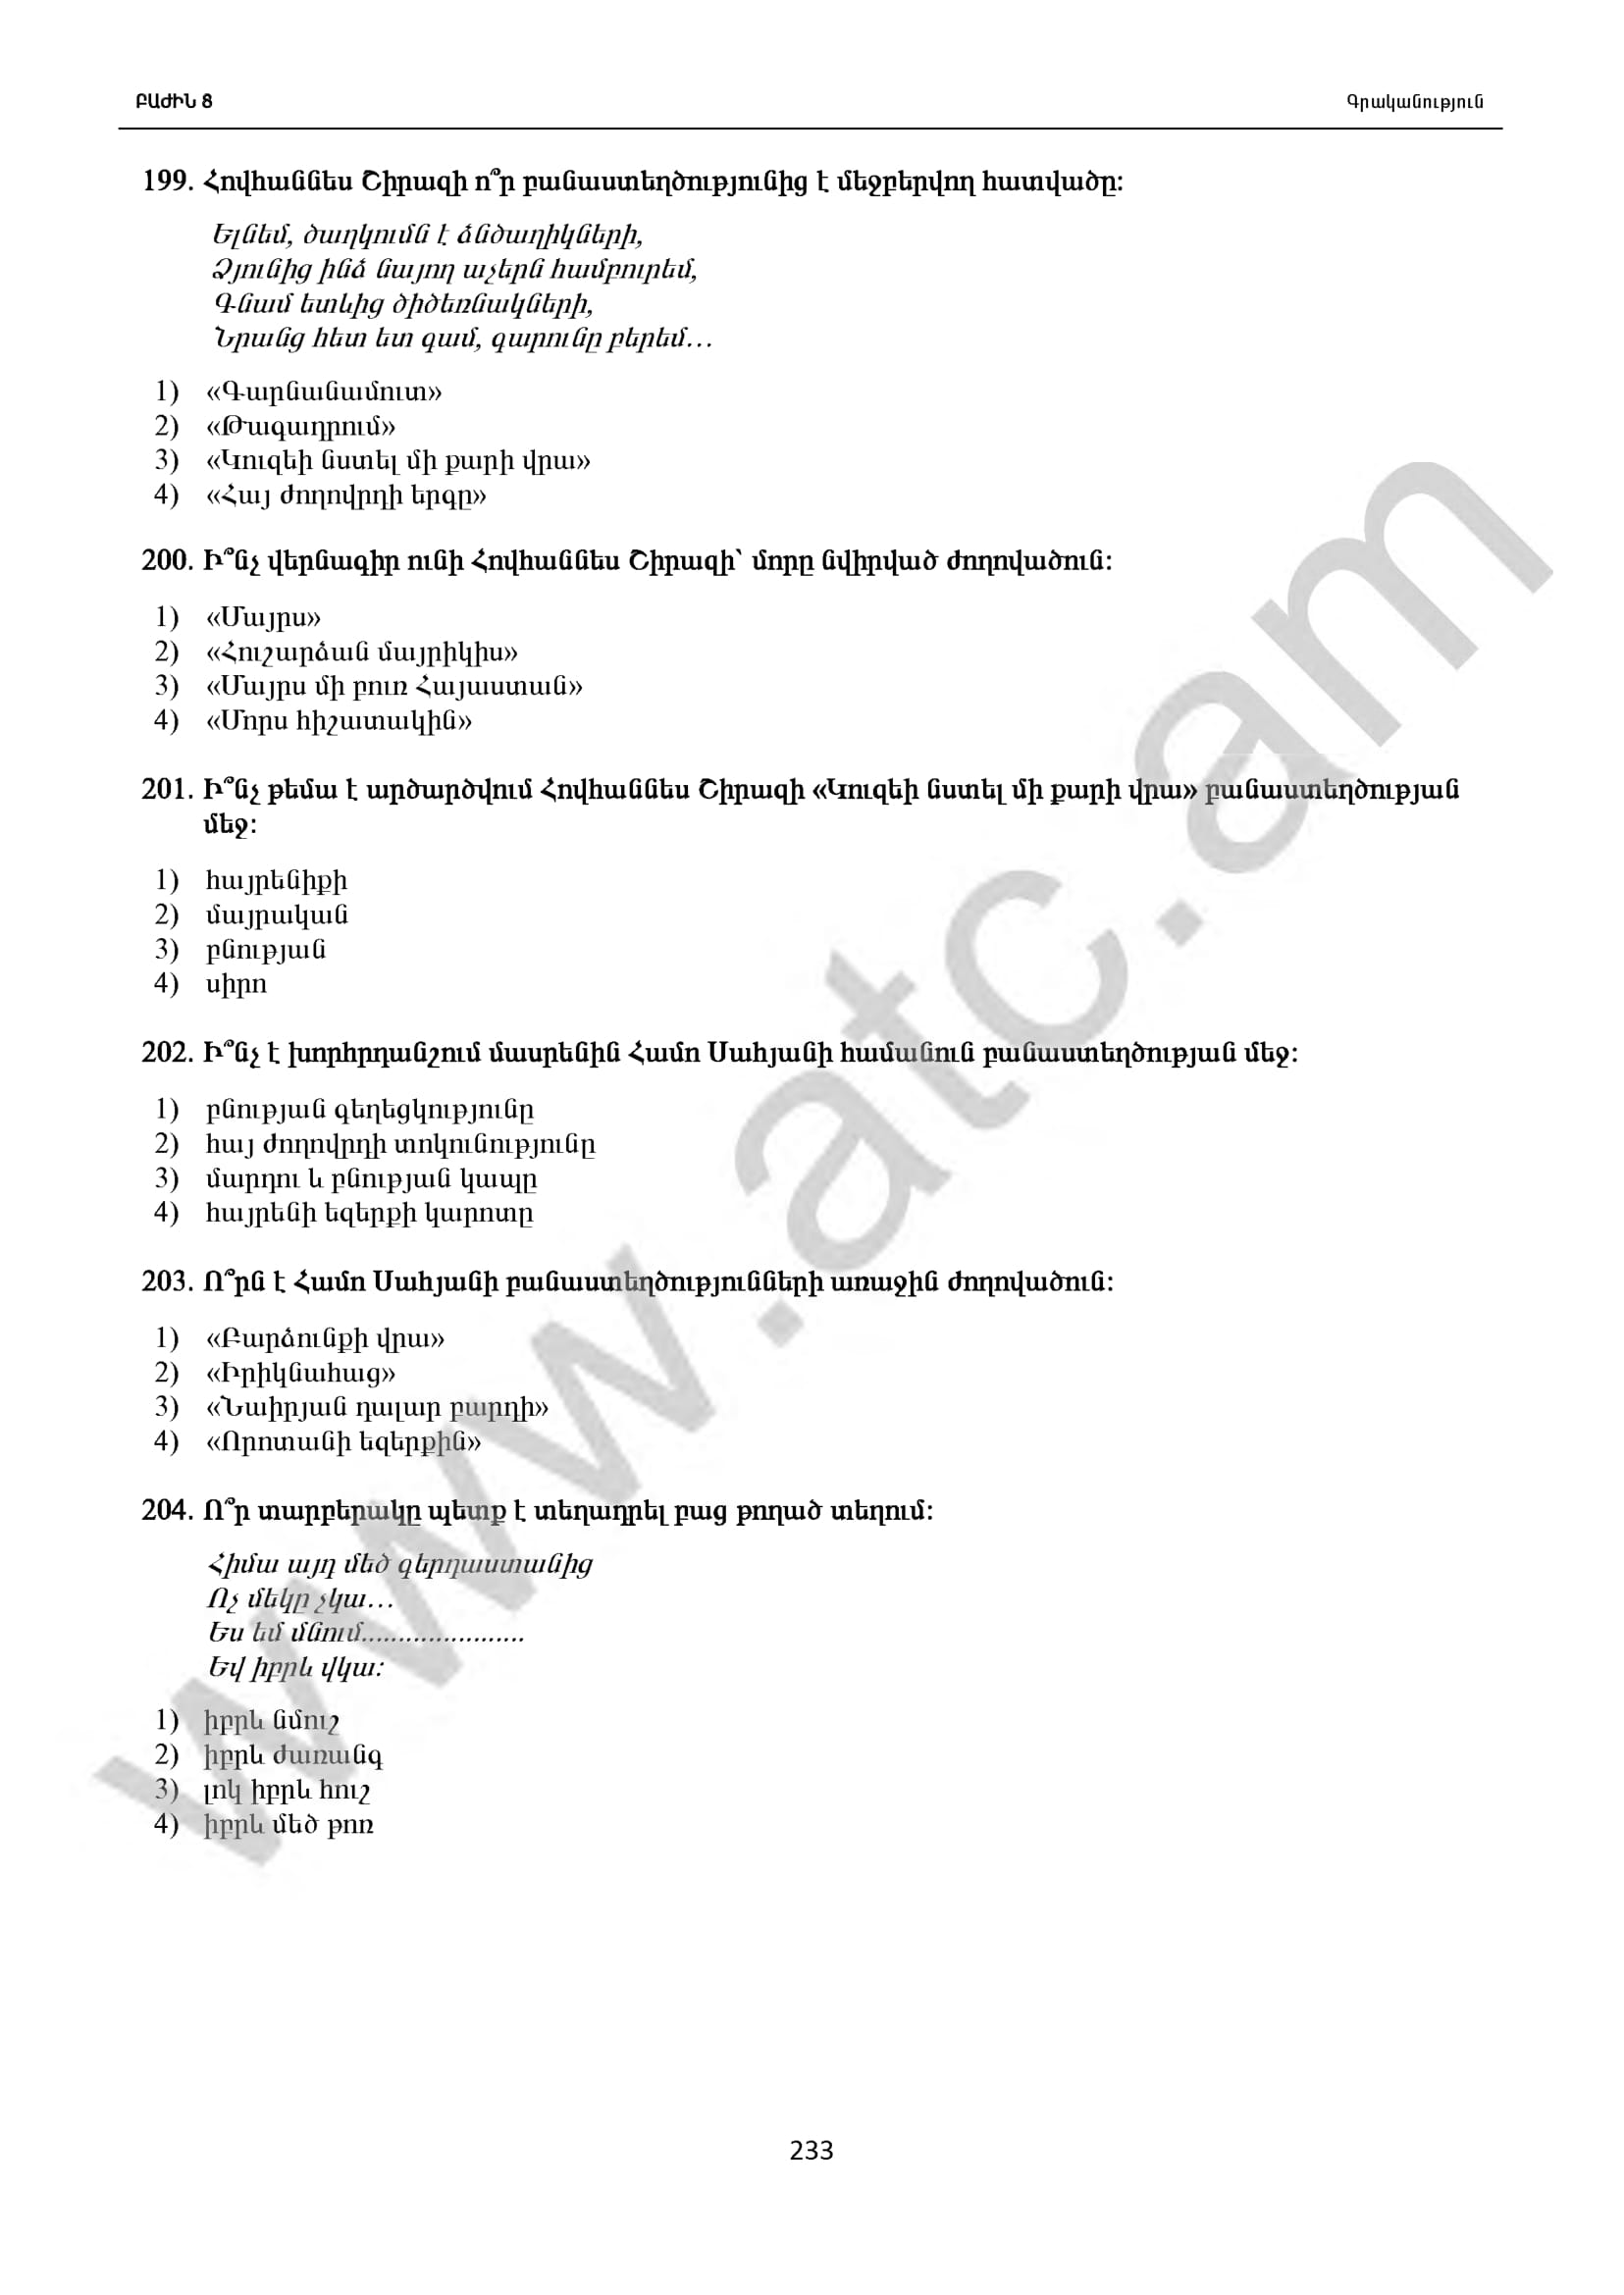 ԲԱԺԻՆ 8
Գրականություն
199. Հովհաննես Շիրազի ո՞ր բանաստեղծությունից է մեջբերվող հատվածը:
Ելնեմ, ծաղկումն է ձնծաղիկների,
Ձյունից ինձ նայող աչերն համբուրեմ,
Գնամ ետևից ծիծեռնակների,
Նրանց հետ ետ գամ, գարունը բերեմ…
1) «Գարնանամուտ»
2) «Թագադրում»
3) «Կուզեի նստել մի քարի վրա»
4) «Հայ ժողովրդի երգը»
200. Ի՞նչ վերնագիր ունի Հովհաննես Շիրազի՝ մորը նվիրված ժողովածուն:
1) «Մայրս»
2) «Հուշարձան մայրիկիս»
3) «Մայրս մի բուռ Հայաստան»
4) «Մորս հիշատակին»
201. Ի՞նչ թեմա է արծարծվում Հովհաննես Շիրազի «Կուզեի նստել մի քարի վրա» բանաստեղծության
մեջ:
1) հայրենիքի
2) մայրական
3) բնության
4) սիրո
202. Ի՞նչ է խորհրդանշում մասրենին Համո Սահյանի համանուն բանաստեղծության մեջ:
1) բնության գեղեցկությունը
2) հայ ժողովրդի տոկունությունը
3) մարդու և բնության կապը
4) հայրենի եզերքի կարոտը
203. Ո՞րն է Համո Սահյանի բանաստեղծությունների առաջին ժողովածուն:
1) «Բարձունքի վրա»
2) «Իրիկնահաց»
3) «Նաիրյան դալար բարդի»
4) «Որոտանի եզերքին»
204. Ո՞ր տարբերակը պետք է տեղադրել բաց թողած տեղում:
Հիմա այդ մեծ գերդաստանից
Ոչ մեկը չկա…
Ես եմ մնում......................
Եվ իբրև վկա:
1) իբրև նմուշ
2) իբրև ժառանգ
3) լոկ իբրև հուշ
4) իբրև մեծ թոռ
www.atc.am
233